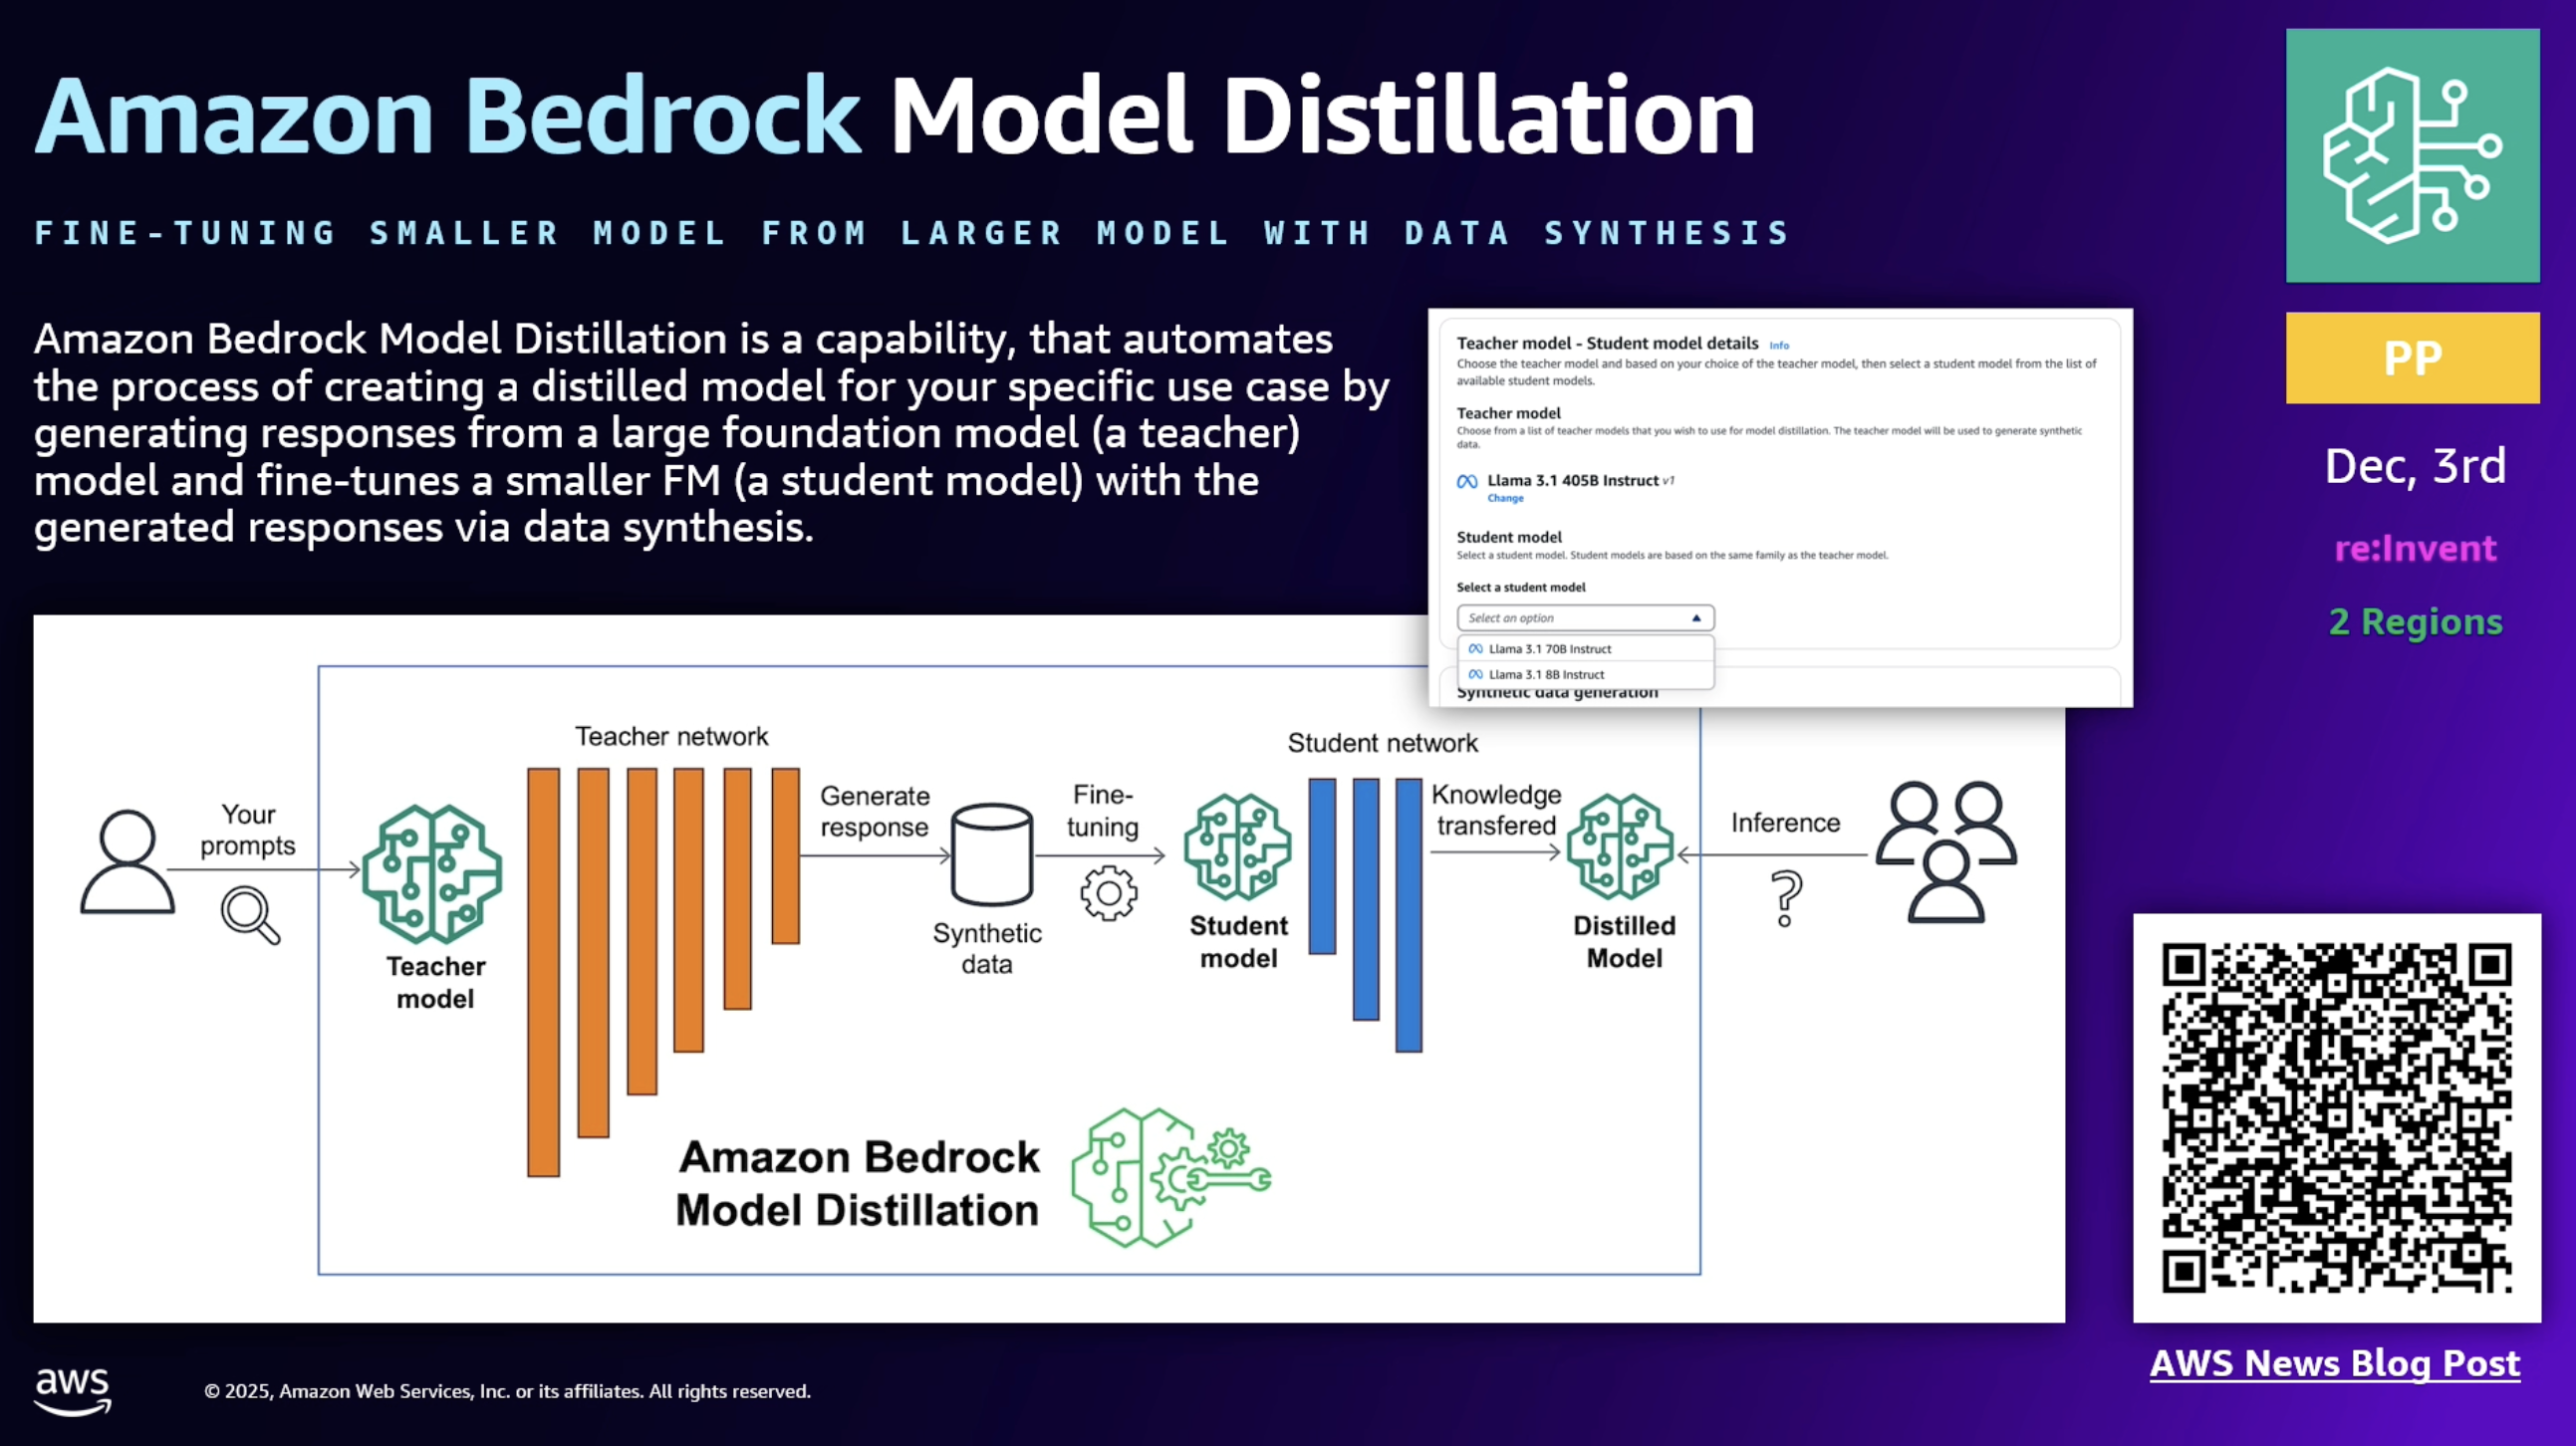 Amazon Bedrock Model Distillation
FINE-TUNING SMALLER MODEL FROM LARGER MODEL WITH DATA SYNTHESIS
Amazon Bedrock Model Distillation is a capability, that automates
the process of creating a distilled model for your specific use case by
generating responses from a large foundation model (a teacher)
model and fine-tunes a smaller FM (a student model) with the
generated responses via data synthesis.
Teacher model - Student model details Info
Choose the teacher model and based on your choice of the teacher model, then select a student model from the list of
available student models.
Teacher model
Choose from a list of teacher models that you wish to use for model distillation. The teacher model will be used to generate synthetic
data.
Llama 3.1 405B Instruct v1
Change
Student model
Select a student model. Student models are based on the same family as the teacher model.
Select a student model
Select an option
Llama 3.1 70B Instruct
Llama 3.1 8B Instruct
Synthetic data generation
PP
Dec, 3rd
re:Invent
2 Regions
Your
prompts
Teacher
model
Teacher network
Generate
response
Synthetic
data
Fine-
tuning
Student
model
Student network
Knowledge
transfered
Distilled
Model
Inference
Amazon Bedrock
Model Distillation
AWS News Blog Post
aws
© 2025, Amazon Web Services, Inc. or its affiliates. All rights reserved.